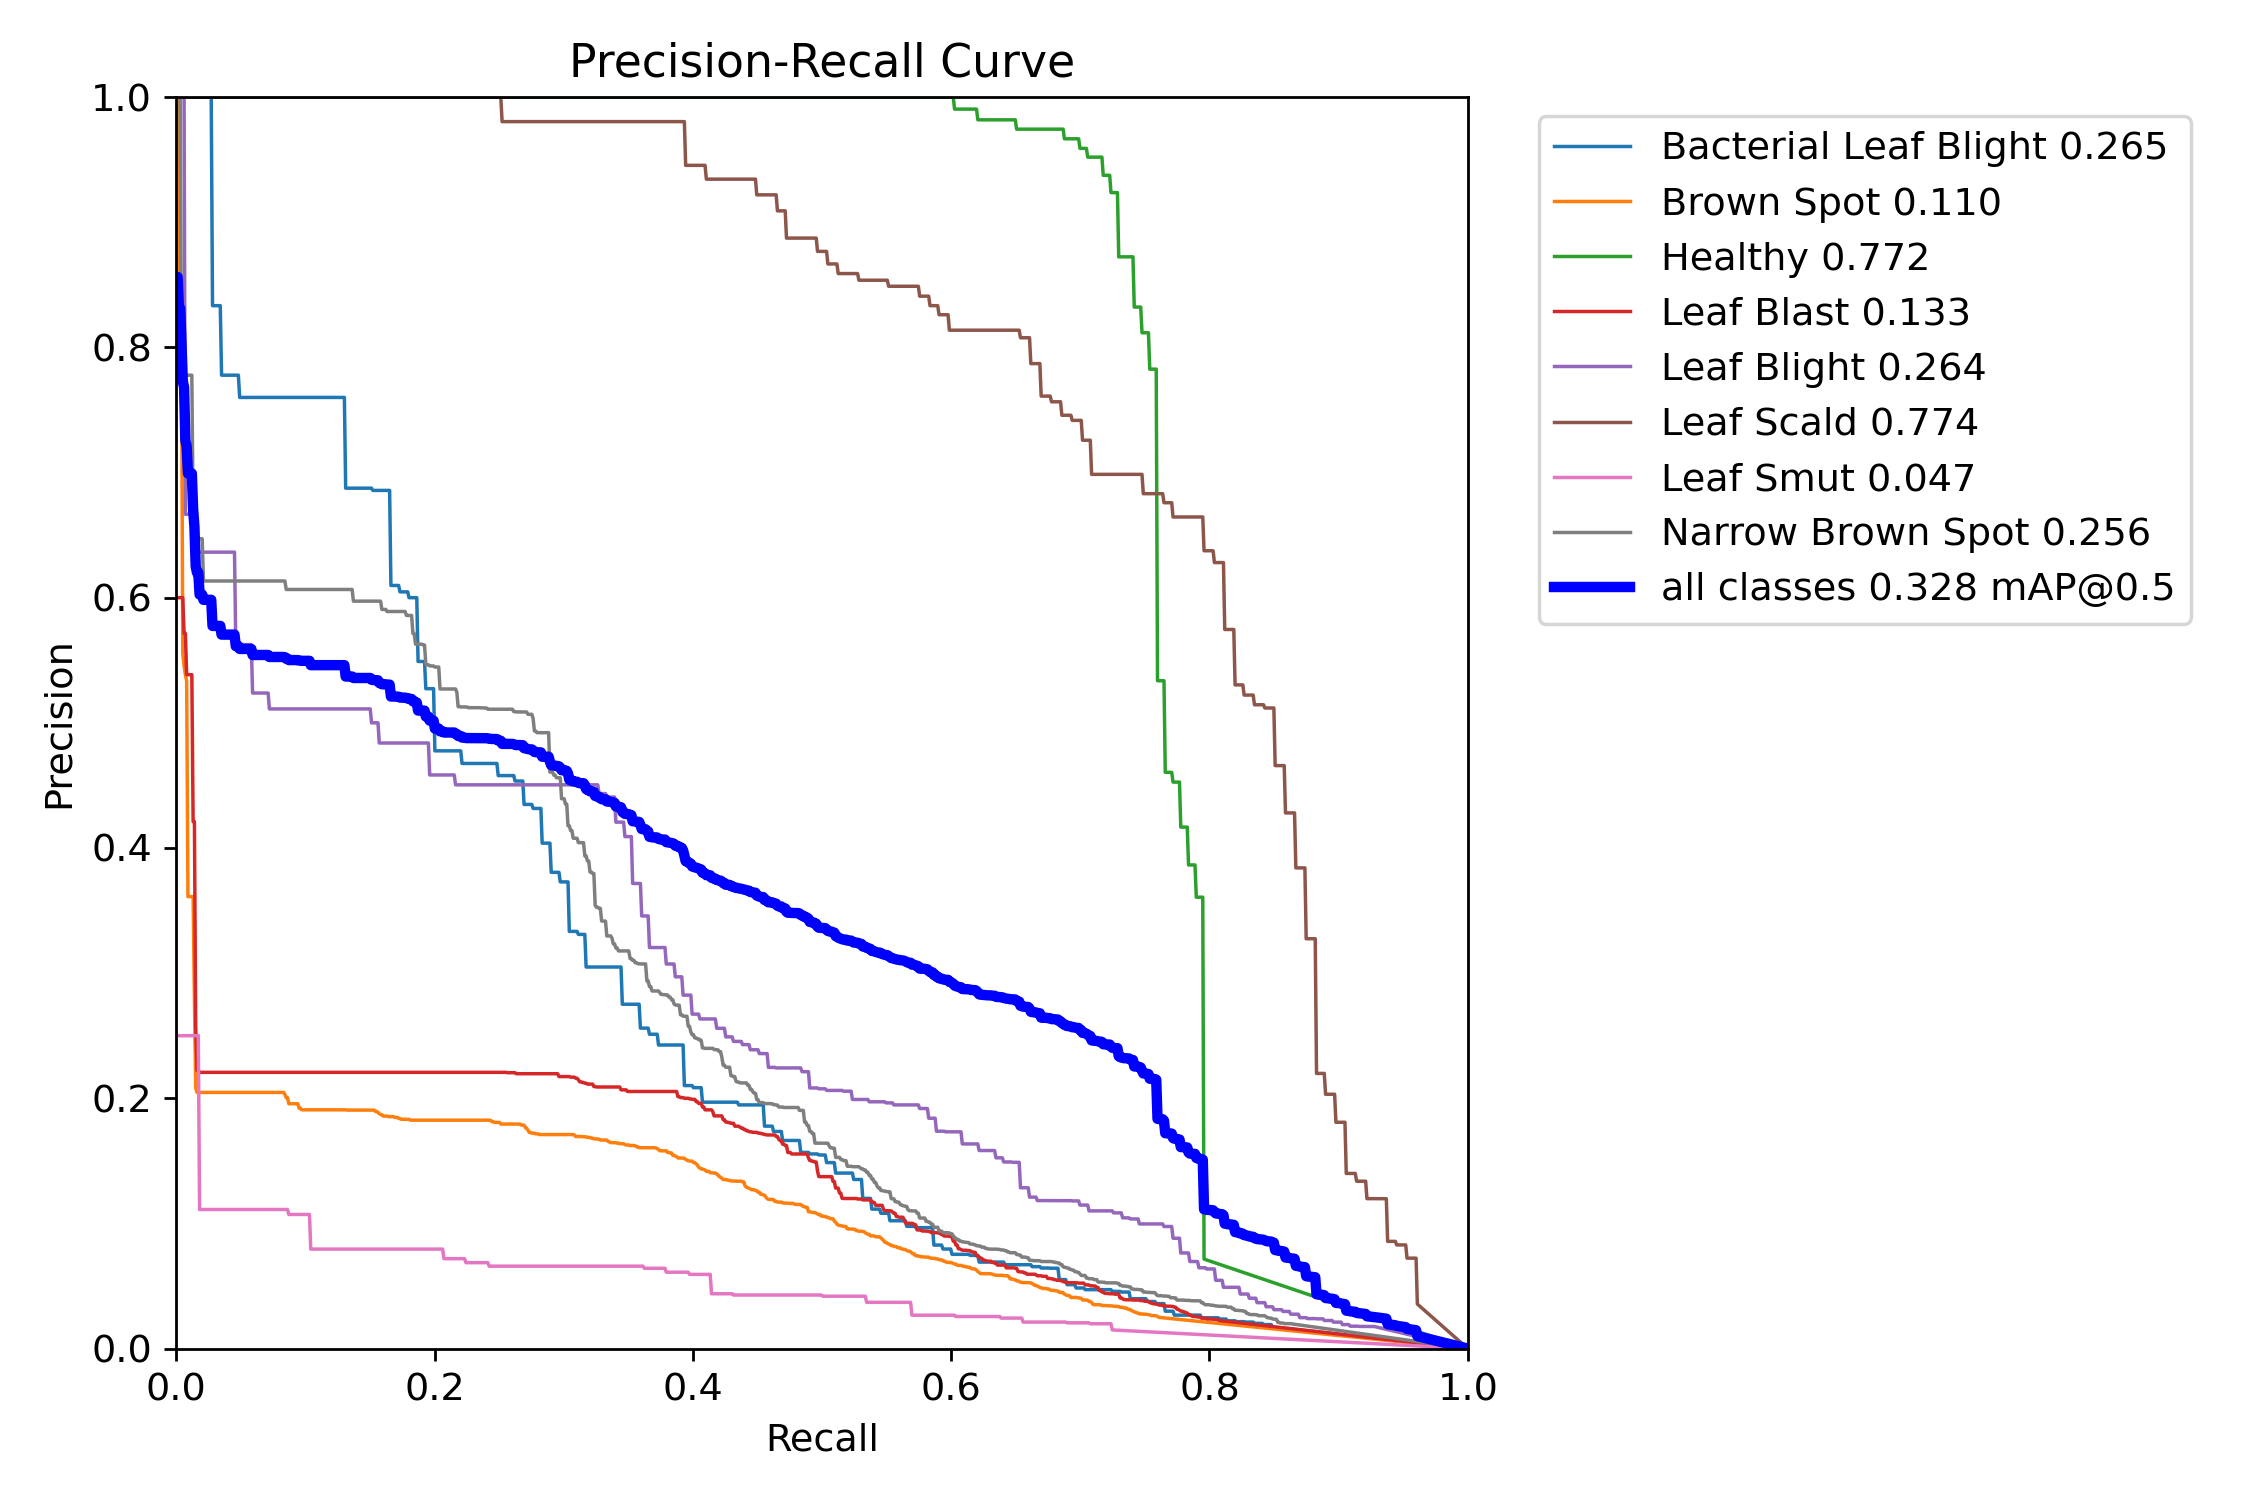 Precision-Recall Curve
1.0
0.8
0.6
0.4
0.2
0.0
Precision
0.0 0.2 0.4 0.6 0.8 1.0
Recall
Bacterial Leaf Blight 0.265
Brown Spot 0.110
Healthy 0.772
Leaf Blast 0.133
Leaf Blight 0.264
Leaf Scald 0.774
Leaf Smut 0.047
Narrow Brown Spot 0.256
all classes 0.328 mAP@0.5